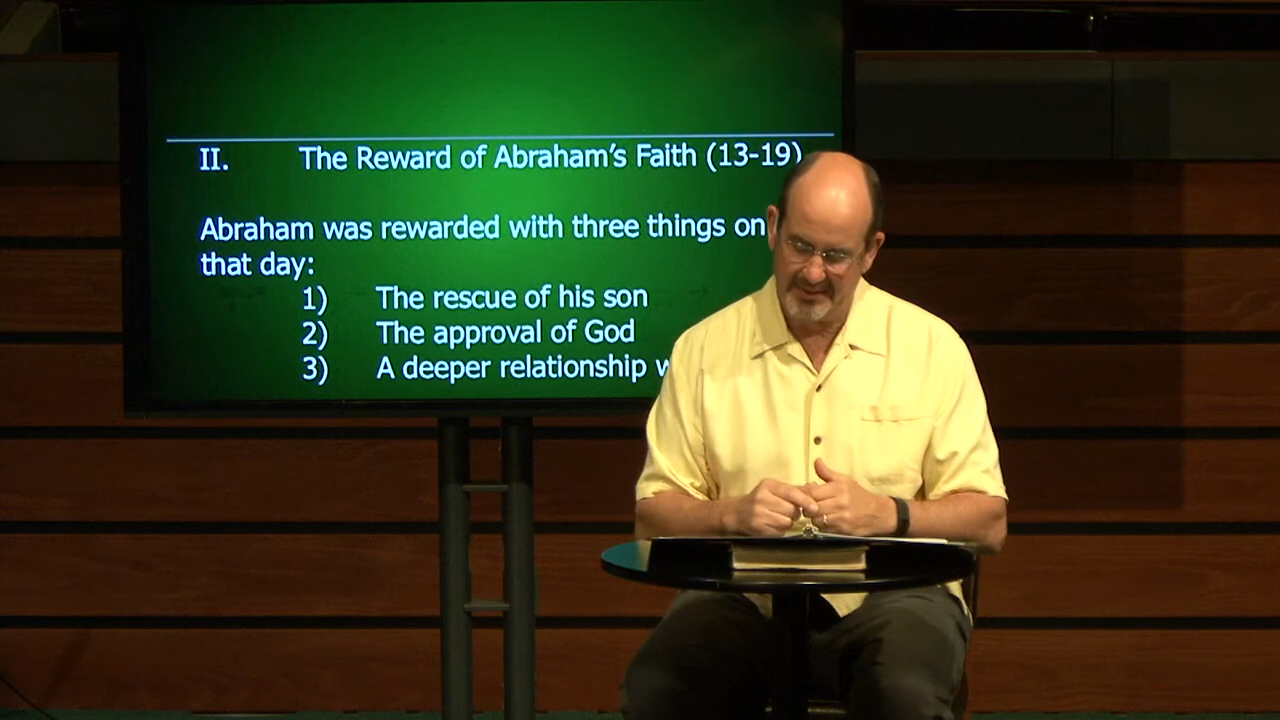 II. The Reward of Abraham's Faith (13-19)
Abraham was rewarded with three things on
that day:
1) The rescue of his son
2) The approval of God
3) A deeper relationship